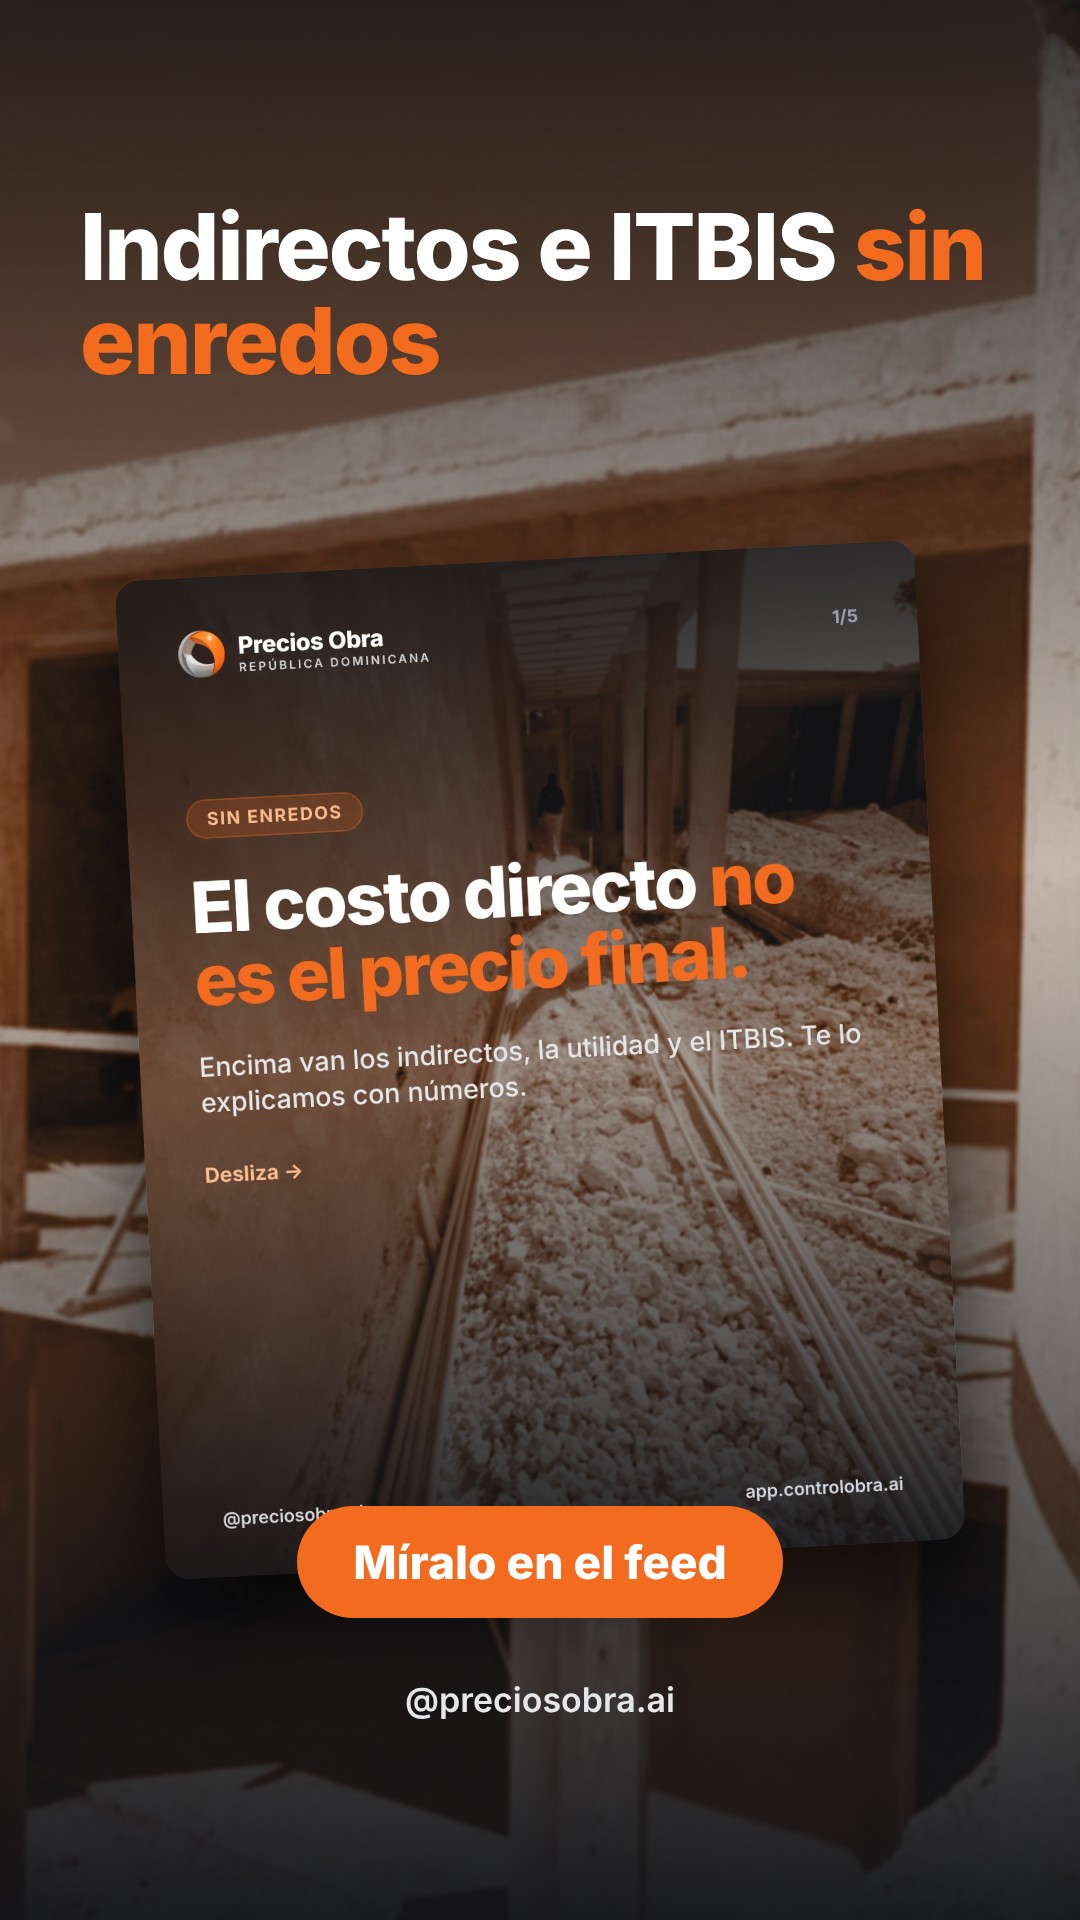 Indirectos e ITBIS sin
enredos
Precios Obra
REPÚBLICA DOMINICANA
1/5
SIN ENREDOS
El costo directo no
es el precio final.
Encima van los indirectos, la utilidad y el ITBIS. Te lo
explicamos con números.
Desliza →
app.controlobra.ai
Míralo en el feed
@preciosobra.ai